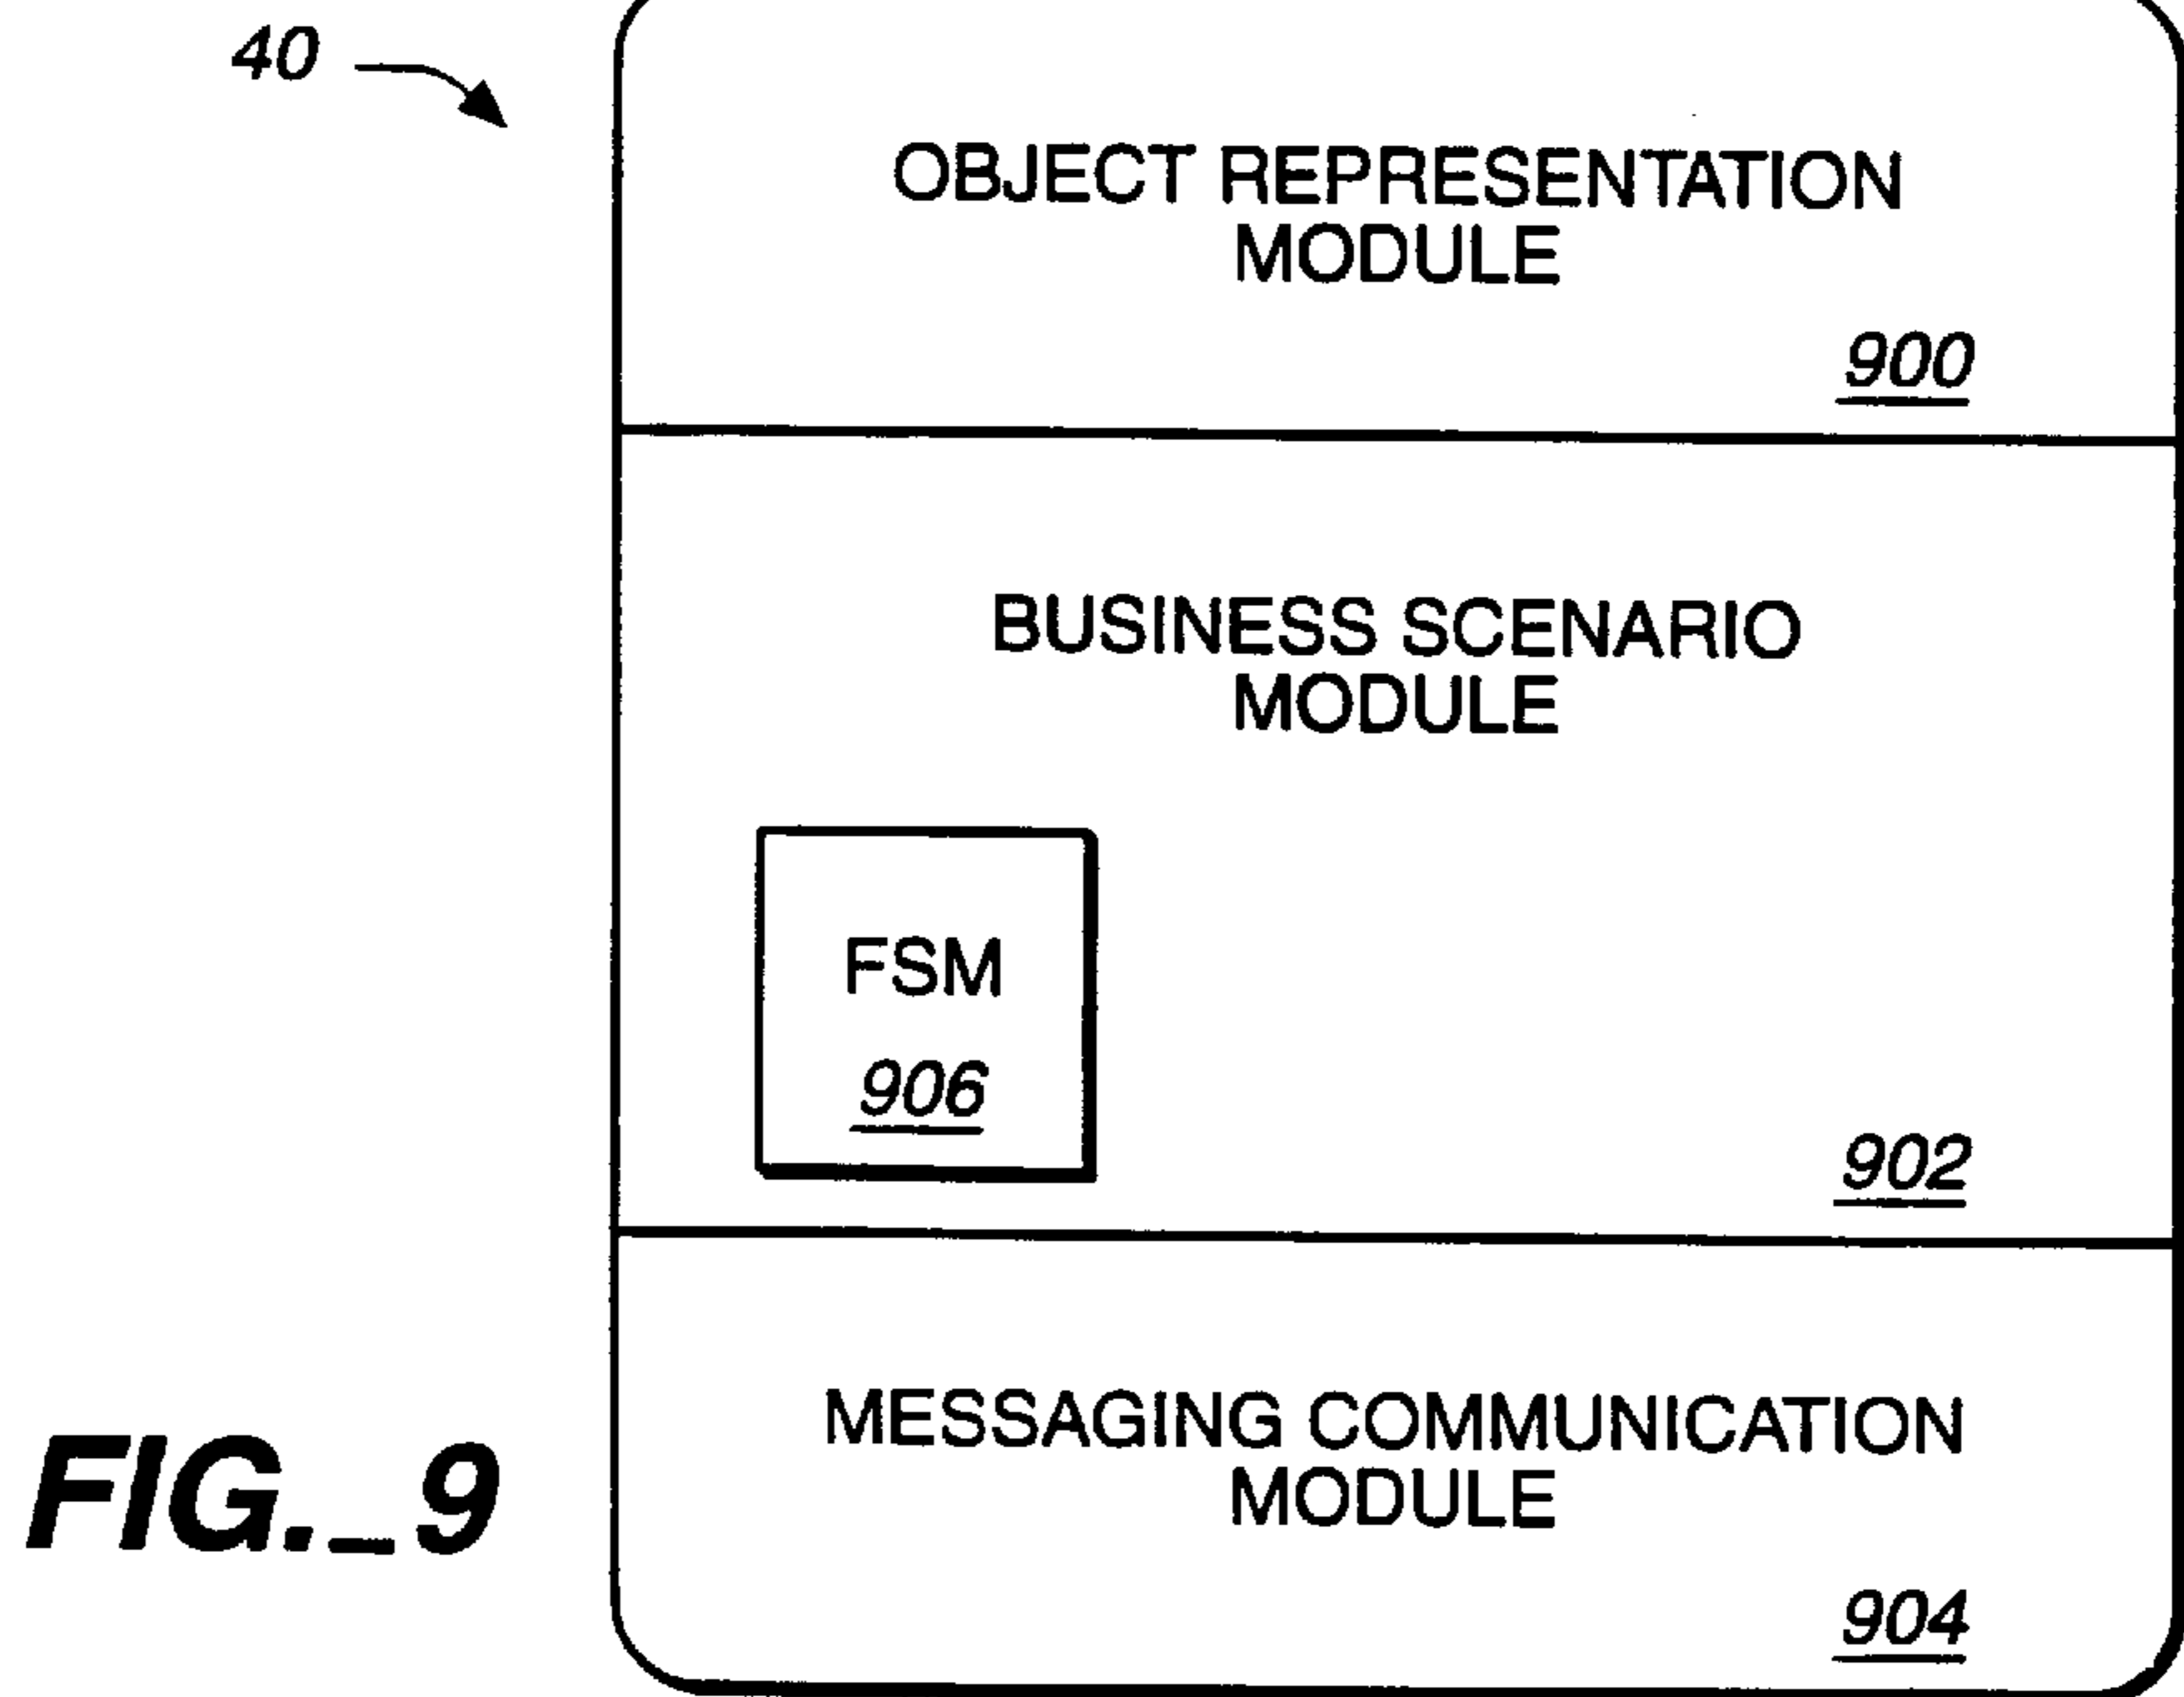 40
OBJECT REPRESENTATION
MODULE
900
BUSINESS SCENARIO
MODULE
FSM
906
902
MESSAGING COMMUNICATION
MODULE
904
FIG._9